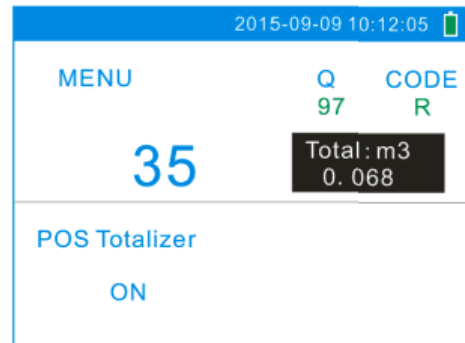 2015-09-09 10:12:05
MENU Q CODE
97 R
35
Total:m3
0.068
POS Totalizer
ON